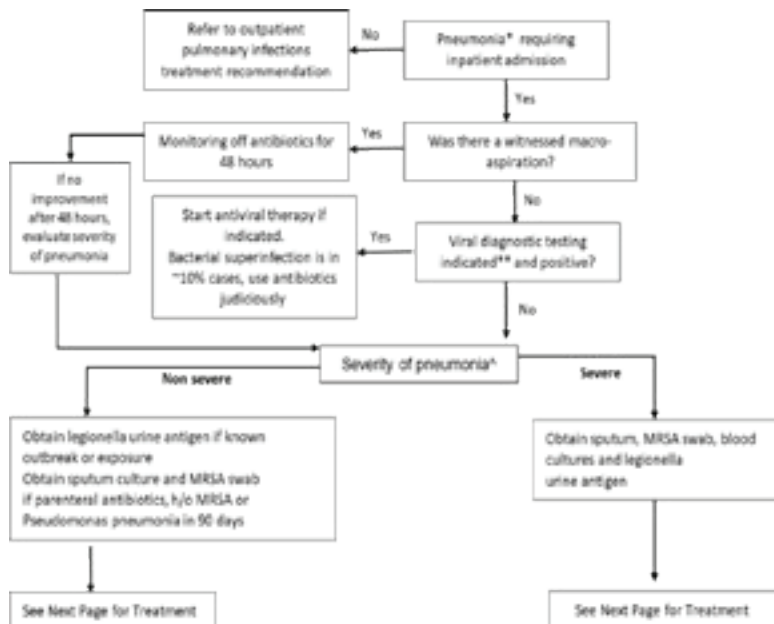 Refer to outpatient
pulmonary infections
treatment recommendation
No
Pneumonia* requiring
inpatient admission
Yes
Monitoring off antibiotics for
48 hours
Yes
Was there a witnessed macro-
aspiration?
If no
improvement
after 48 hours,
evaluate severity
of pneumonia
No
Start antiviral therapy if
indicated.
Bacterial superinfection is in
~10% cases, use antibiotics
judiciously
Yes
Viral diagnostic testing
indicated** and positive?
No
Severity of pneumonia^
Non severe
Severe
Obtain legionella urine antigen if known
outbreak or exposure
Obtain sputum culture and MRSA swab
if parenteral antibiotics, h/o MRSA or
Pseudomonas pneumonia in 90 days
Obtain sputum, MRSA swab, blood
cultures and legionella
urine antigen
See Next Page for Treatment
See Next Page for Treatment